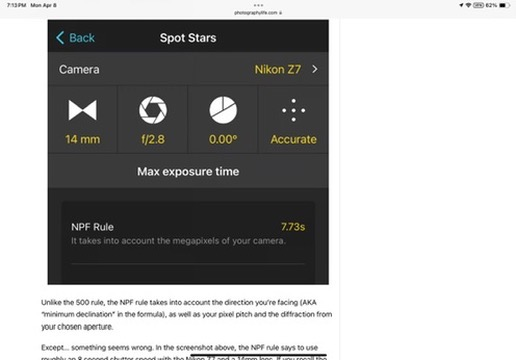 7:13 PM Mon Apr 8
62%
photographylife.com
Back
Spot Stars
Camera
Nikon Z7
14 mm
f/2.8
0.00°
Accurate
Max exposure time
NPF Rule
7.73s
It takes into account the megapixels of your camera.
Unlike the 500 rule, the NPF rule takes into account the direction you're facing (AKA
"minimum declination" in the formula), as well as your pixel pitch and the diffraction from
your chosen aperture.
Except... something seems wrong. In the screenshot above, the NPF rule says to use
roughly an 8 second shutter speed with the Nikon Z7 and a 14mm lens. If you recall the